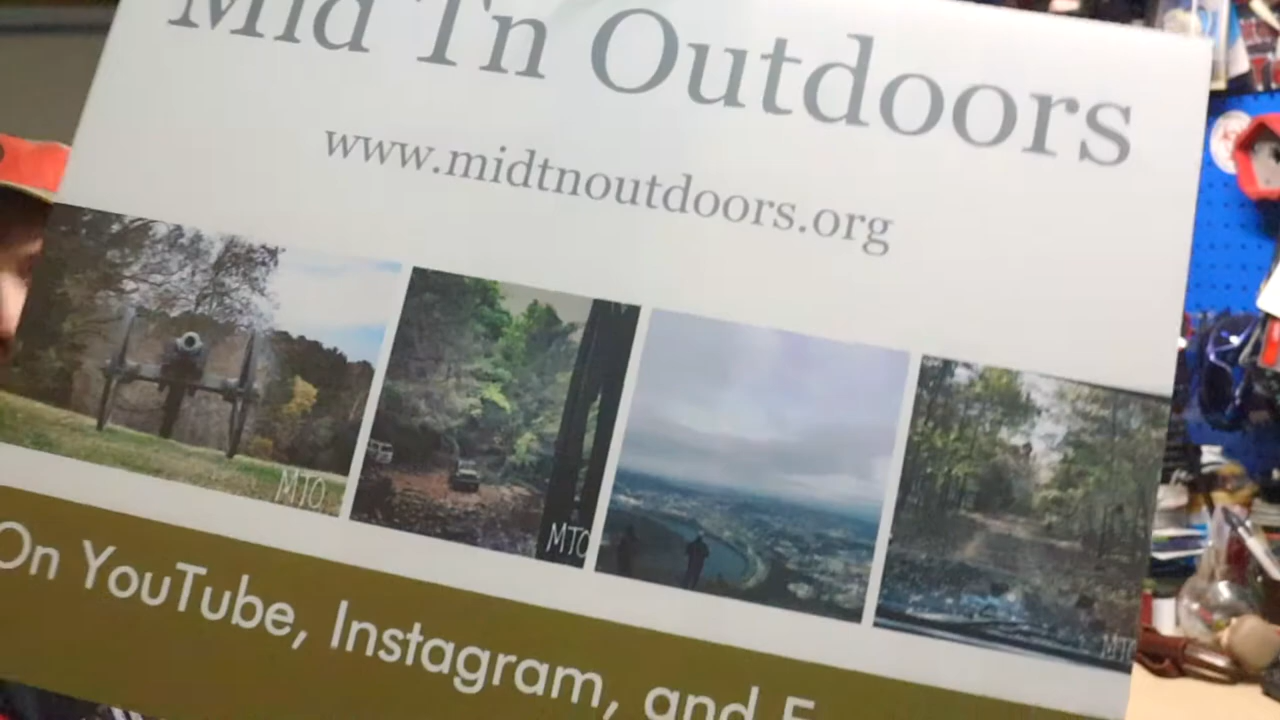 Mid Tn Outdoors
www.midtnoutdoors.org
MTO
MTO
MTO
On YouTube, Instagram, and